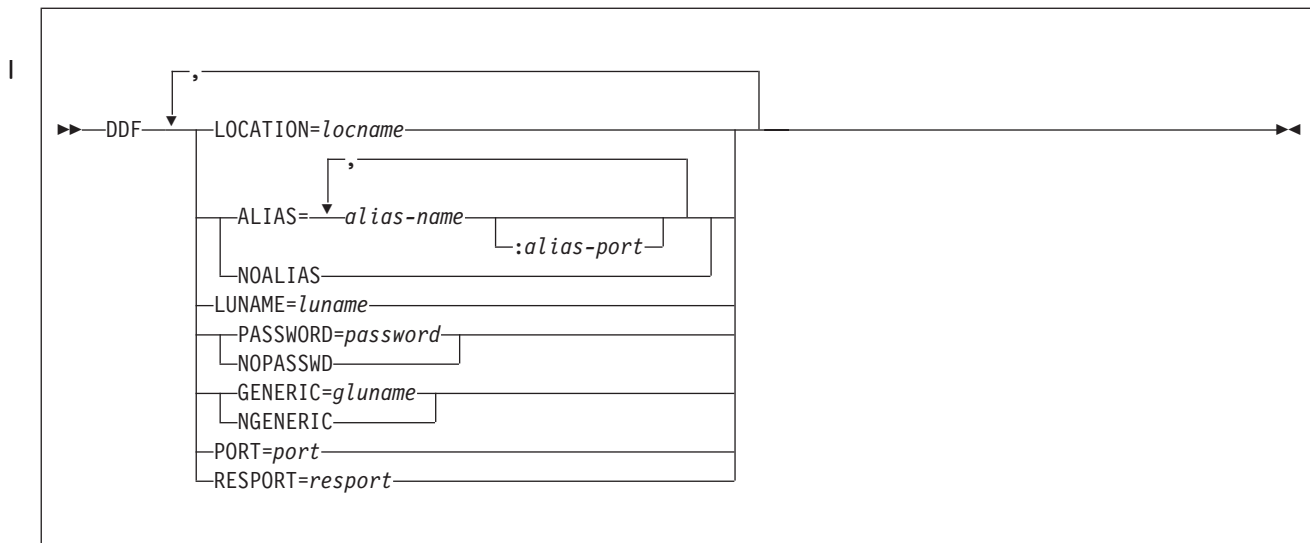 ,
DDF LOCATION=locname
,
ALIAS= alias-name
:alias-port
NOALIAS
LUNAME=luname
PASSWORD=password
NOPASSWD
GENERIC=gluname
NGENERIC
PORT=port
RESPORT=resport